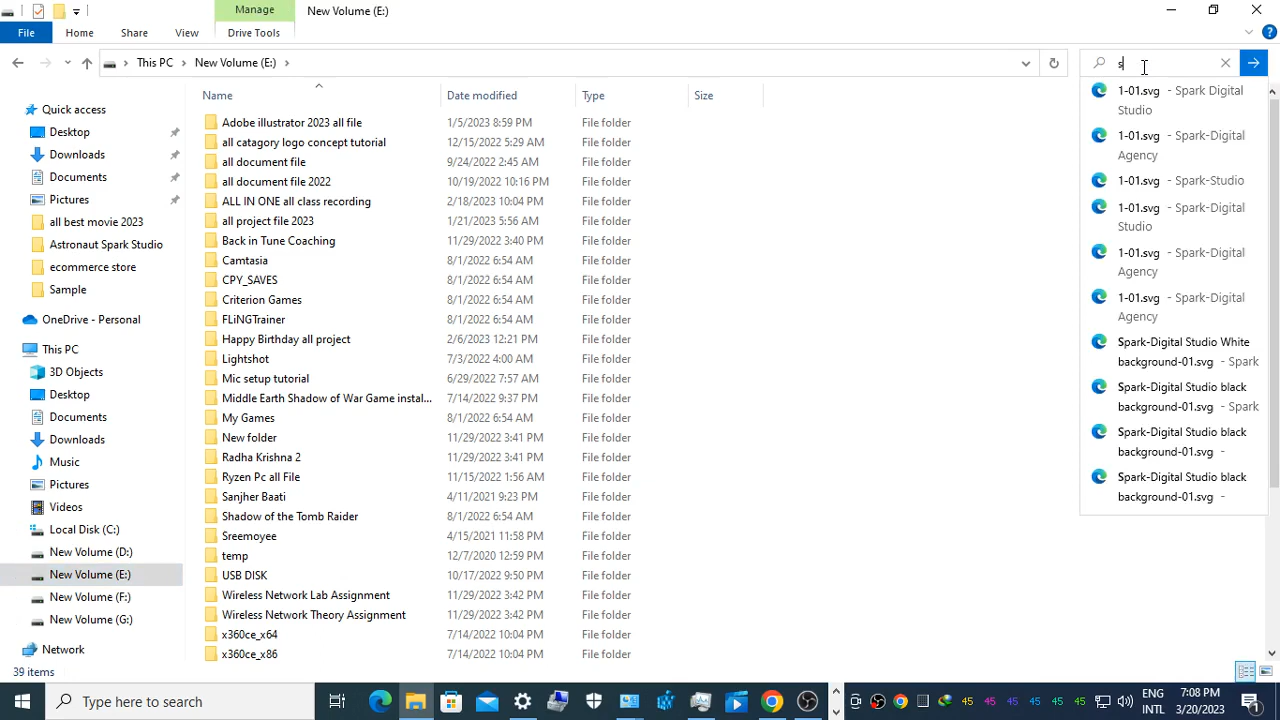 Manage
New Volume (E:)
File
Home
Share
View
Drive Tools
This PC
New Volume (E:)
s
Name
Date modified
Type
Size
Quick access
Desktop
Downloads
Documents
Pictures
all best movie 2023
Astronaut Spark Studio
ecommerce store
Sample
OneDrive - Personal
This PC
3D Objects
Desktop
Documents
Downloads
Music
Pictures
Videos
Local Disk (C:)
New Volume (D:)
New Volume (E:)
New Volume (F:)
New Volume (G:)
Network
Adobe illustrator 2023 all file 1/5/2023 8:59 PM File folder
all catagory logo concept tutorial 12/15/2022 5:29 AM File folder
all document file 9/24/2022 2:45 AM File folder
all document file 2022 10/19/2022 10:16 PM File folder
ALL IN ONE all class recording 2/18/2023 10:04 PM File folder
all project file 2023 1/21/2023 5:56 AM File folder
Back in Tune Coaching 11/29/2022 3:40 PM File folder
Camtasia 8/1/2022 6:54 AM File folder
CPY_SAVES 8/1/2022 6:54 AM File folder
Criterion Games 8/1/2022 6:54 AM File folder
FLiNGTrainer 8/1/2022 6:54 AM File folder
Happy Birthday all project 2/6/2023 12:21 PM File folder
Lightshot 7/3/2022 4:00 AM File folder
Mic setup tutorial 6/29/2022 7:57 AM File folder
Middle Earth Shadow of War Game instal... 7/14/2022 9:37 PM File folder
My Games 8/1/2022 6:54 AM File folder
New folder 11/29/2022 3:41 PM File folder
Radha Krishna 2 11/29/2022 3:41 PM File folder
Ryzen Pc all File 11/15/2022 1:56 AM File folder
Sanjher Baati 4/11/2021 9:23 PM File folder
Shadow of the Tomb Raider 8/1/2022 6:54 AM File folder
Sreemoyee 4/15/2021 11:58 PM File folder
temp 12/7/2020 12:59 PM File folder
USB DISK 10/17/2022 9:50 PM File folder
Wireless Network Lab Assignment 11/29/2022 3:42 PM File folder
Wireless Network Theory Assignment 11/29/2022 3:42 PM File folder
x360ce_x64 7/14/2022 10:04 PM File folder
x360ce_x86 7/14/2022 10:04 PM File folder
1-01.svg - Spark Digital
Studio
1-01.svg - Spark-Digital
Agency
1-01.svg - Spark-Studio
1-01.svg - Spark-Digital
Studio
1-01.svg - Spark-Digital
Agency
1-01.svg - Spark-Digital
Agency
Spark-Digital Studio White
background-01.svg - Spark
Spark-Digital Studio black
background-01.svg - Spark
Spark-Digital Studio black
background-01.svg -
Spark-Digital Studio black
background-01.svg -
39 items
Type here to search
45 45 45 45 45 45
ENG
INTL
7:08 PM
3/20/2023
1